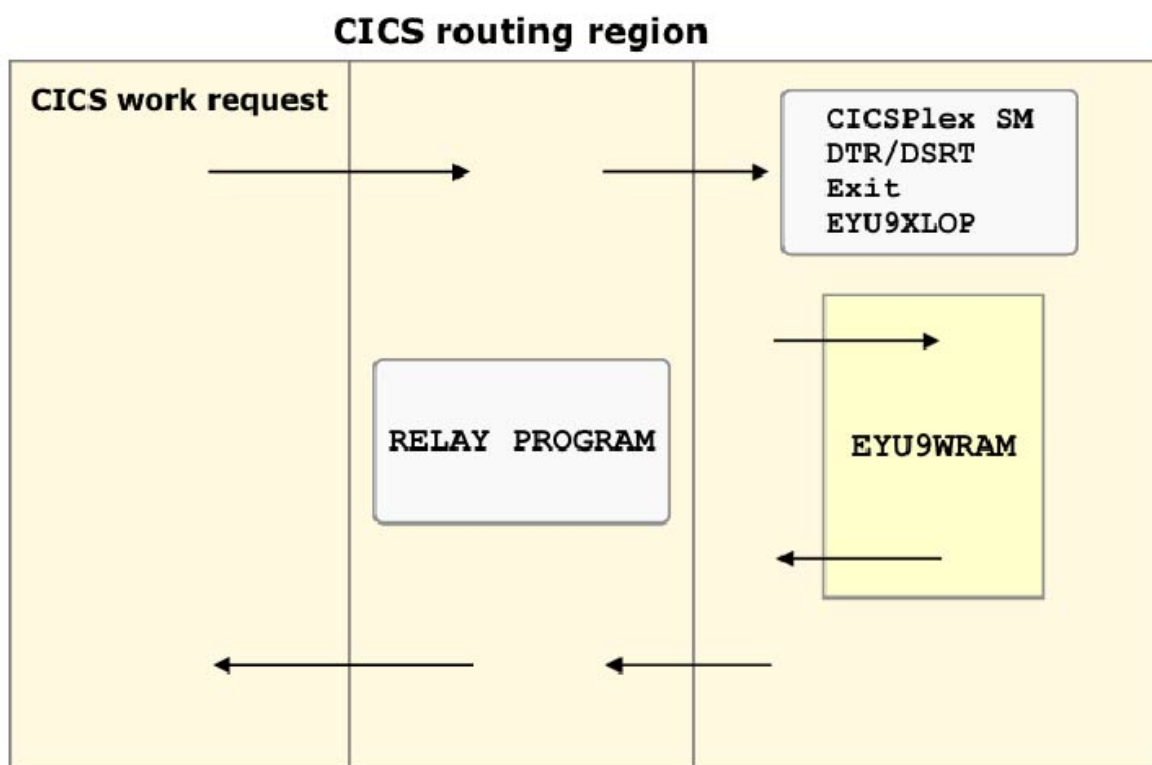 CICS routing region
CICS work request
CICSPlex SM
DTR/DSRT
Exit
EYU9XLOP
RELAY PROGRAM
EYU9WRAM